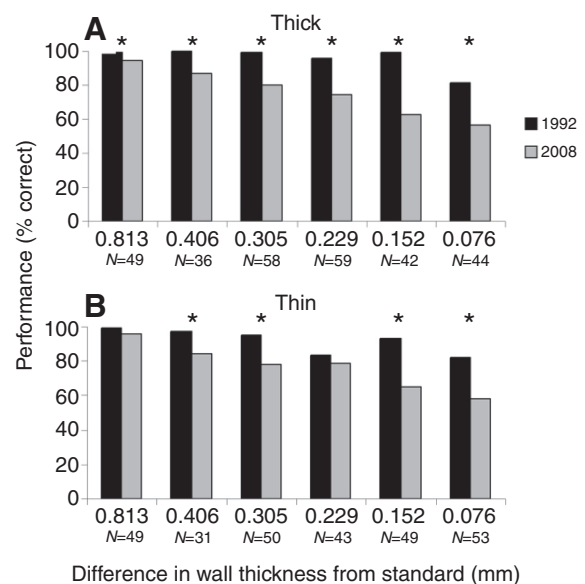 A
Thick
* * * * * *
100
80
60
40
20
0
0.813 0.406 0.305 0.229 0.152 0.076
N=49 N=36 N=58 N=59 N=42 N=44
1992
2008
Performance (% correct)
B
Thin
* * * *
100
80
60
40
20
0
0.813 0.406 0.305 0.229 0.152 0.076
N=49 N=31 N=50 N=43 N=49 N=53
Difference in wall thickness from standard (mm)